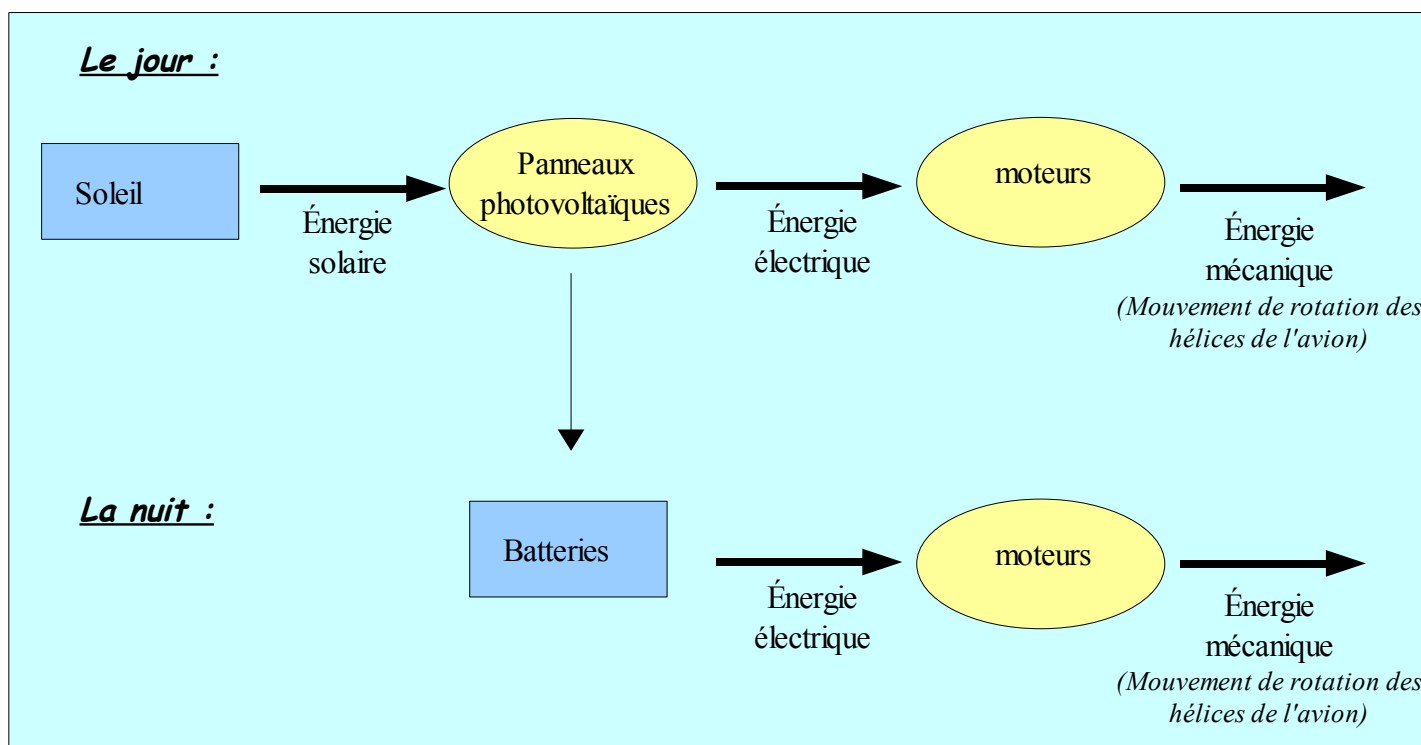 Le jour :
Soleil
Énergie
solaire
Panneaux
photovoltaïques
Énergie
électrique
moteurs
Énergie
mécanique
(Mouvement de rotation des
hélices de l'avion)
La nuit :
Batteries
Énergie
électrique
moteurs
Énergie
mécanique
(Mouvement de rotation des
hélices de l'avion)